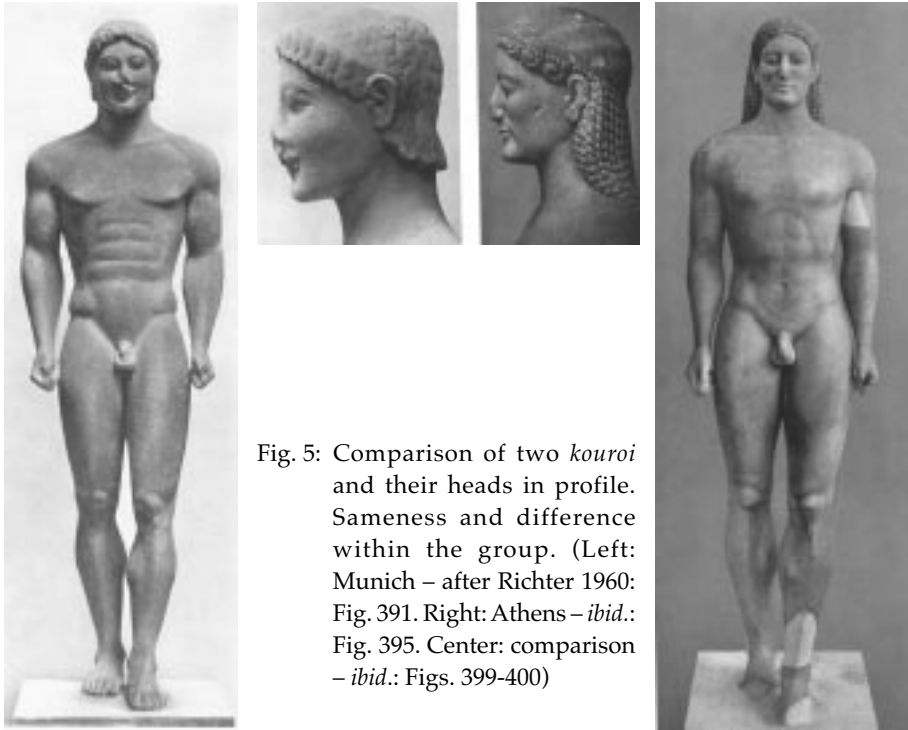 Fig. 5: Comparison of two kouroi
and their heads in profile.
Sameness and difference
within the group. (Left:
Munich – after Richter 1960:
Fig. 391. Right: Athens – ibid.:
Fig. 395. Center: comparison
– ibid.: Figs. 399-400)